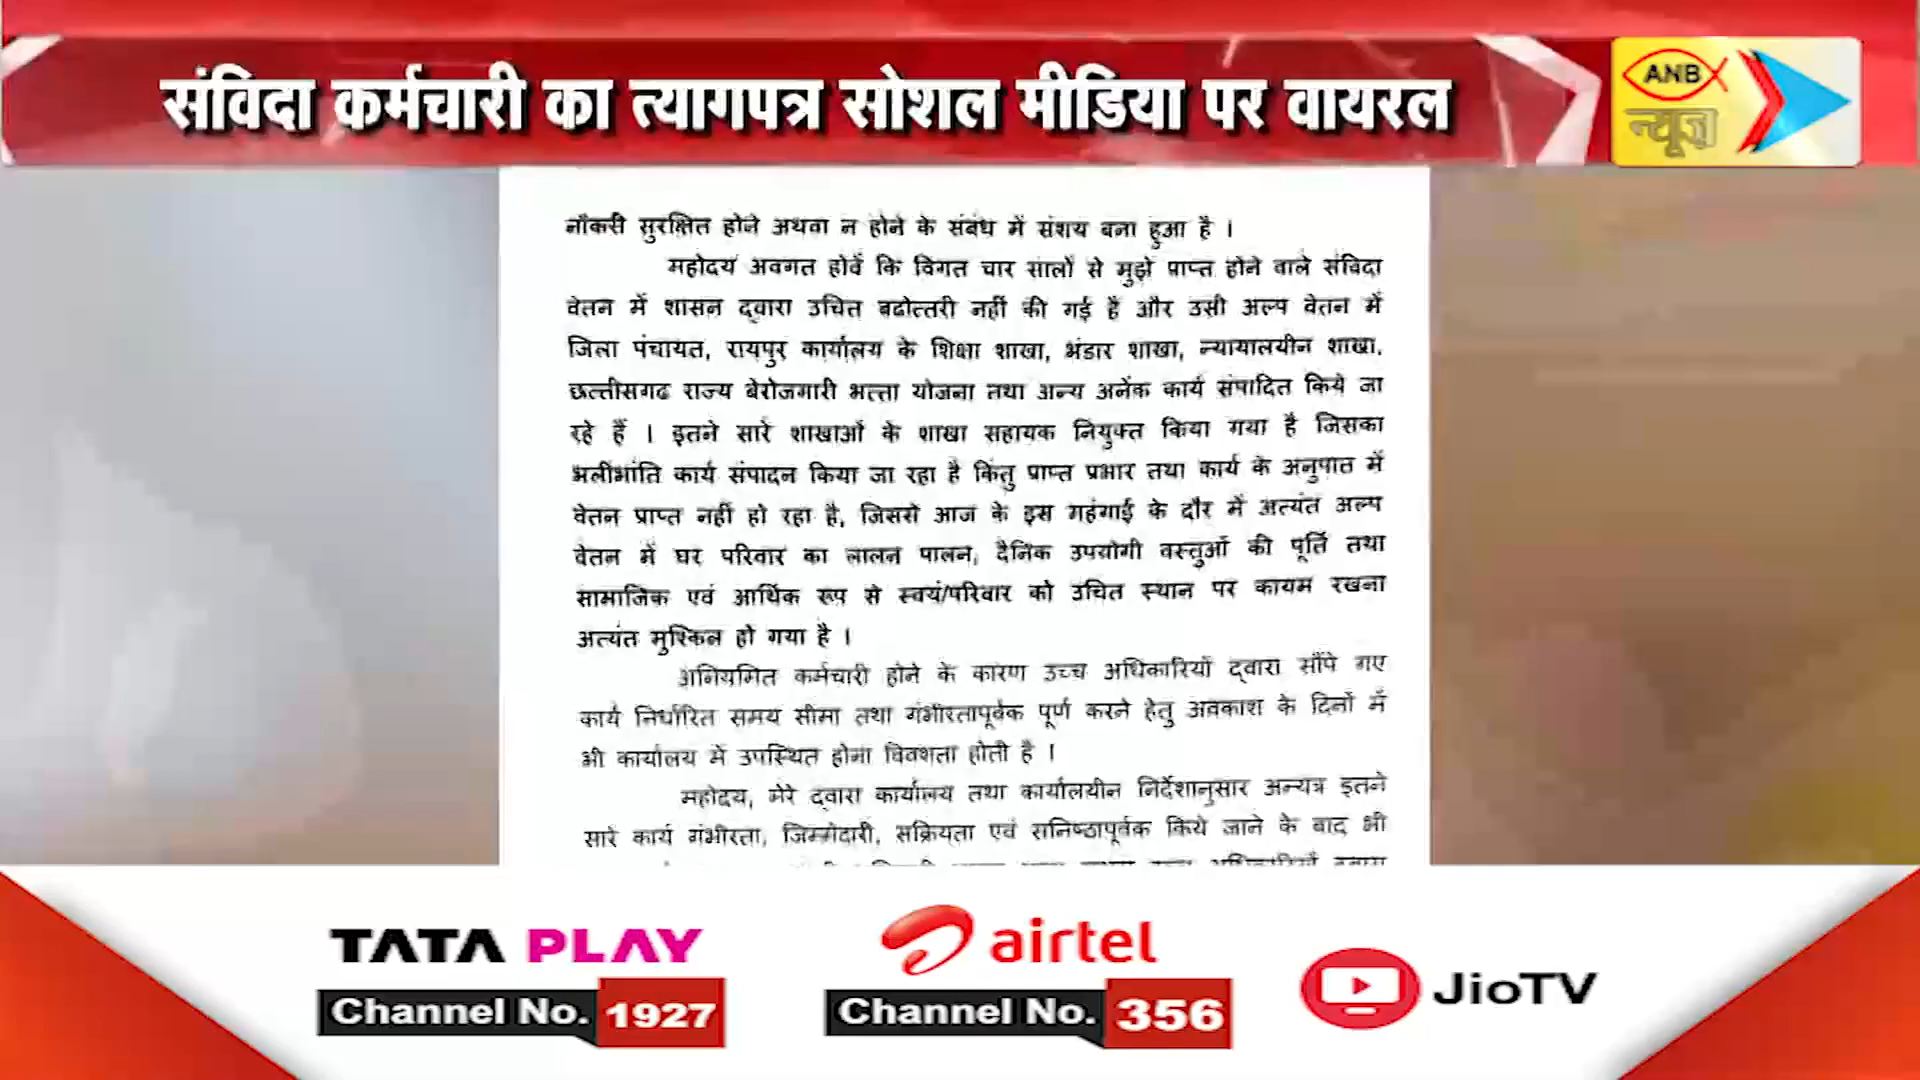 संविदा कर्मचारी का त्यागपत्र सोशल मीडिया पर वायरल
ANB
न्यूज़
नौकरी सुरक्षित होने अथवा न होने के संबंध में संशय बना हुआ है ।
महोदय अवगत होवें कि विगत चार सालों से मुझे प्राप्त होने वाले संविदा
वेतन में शासन द्वारा उचित बढोत्तरी नहीं की गई है और उसी अल्प वेतन में
जिला पंचायत, रायपुर कार्यालय के शिक्षा शाखा, भंडार शाखा, न्यायालयीन शाखा,
छत्तीसगढ राज्य बेरोजगारी भत्ता योजना तथा अन्य अनेंक कार्य संपादित किये जा
रहे हैं । इतने सारे शाखाओं के शाखा सहायक नियुक्त किया गया है जिसका
भलीभांति कार्य संपादन किया जा रहा है किंतु प्राप्त प्रभार तथा कार्य के अनुपात में
वेतन प्राप्त नहीं हो रहा है, जिससे आज के इस महंगाई के दौर में अत्यंत अल्प
वेतन में घर परिवार का लालन पालन, दैनिक उपयोगी वस्तुओं की पूर्ति तथा
सामाजिक एवं आर्थिक रूप से स्वयं/परिवार को उचित स्थान पर कायम रखना
अत्यंत मुश्किल हो गया है ।
अनियमित कर्मचारी होने के कारण उच्च अधिकारियों द्वारा सौंपे गए
कार्य निर्धारित समय सीमा तथा गंभीरतापूर्वक पूर्ण करने हेतु अवकाश के दिनों में
भी कार्यालय में उपस्थित होना विवशता होती है ।
महोदय, मेरे द्वारा कार्यालय तथा कार्यालयीन निर्देशानुसार अन्यत्र इतने
सारे कार्य गंभीरता, जिम्मेदारी, सक्रियता एवं सनिष्ठापूर्वक किये जाने के बाद भी
TATA PLAY
Channel No. 1927
airtel
Channel No. 356
JioTV